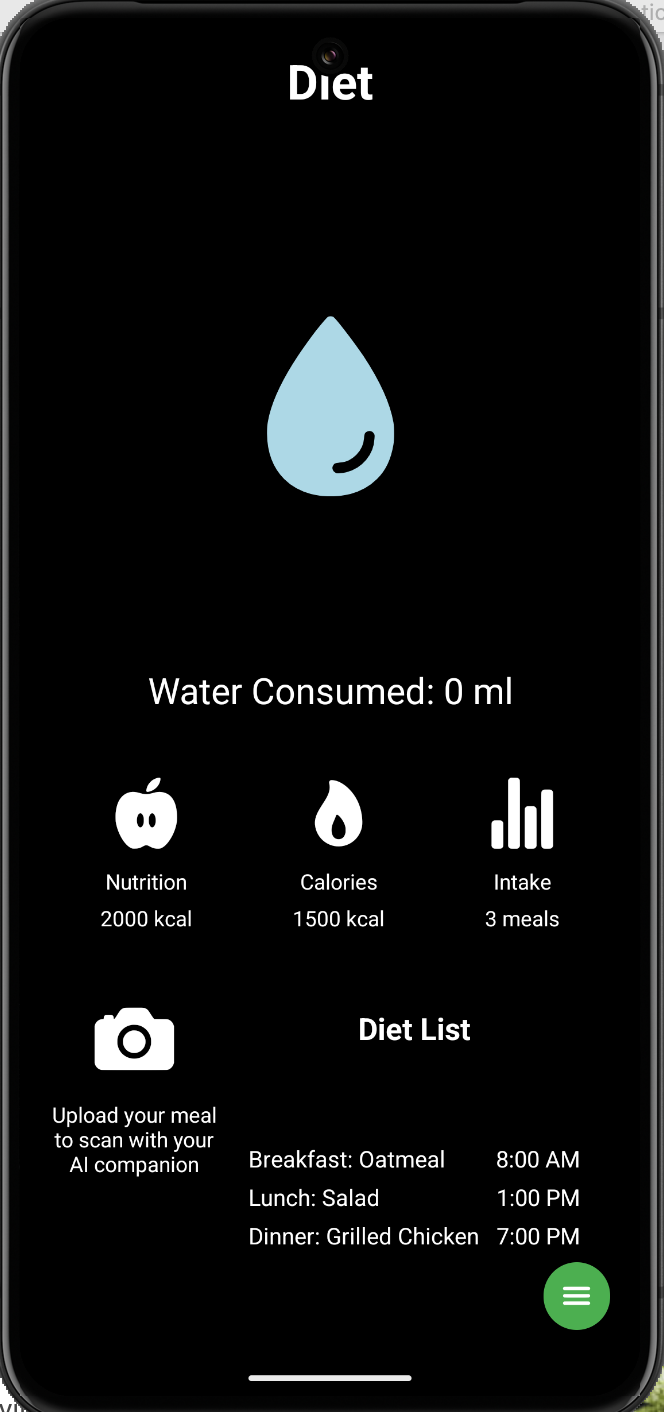 Diet
Water Consumed: 0 ml
Nutrition
2000 kcal
Calories
1500 kcal
Intake
3 meals
Upload your meal
to scan with your
AI companion
Diet List
Breakfast: Oatmeal 8:00 AM
Lunch: Salad 1:00 PM
Dinner: Grilled Chicken 7:00 PM